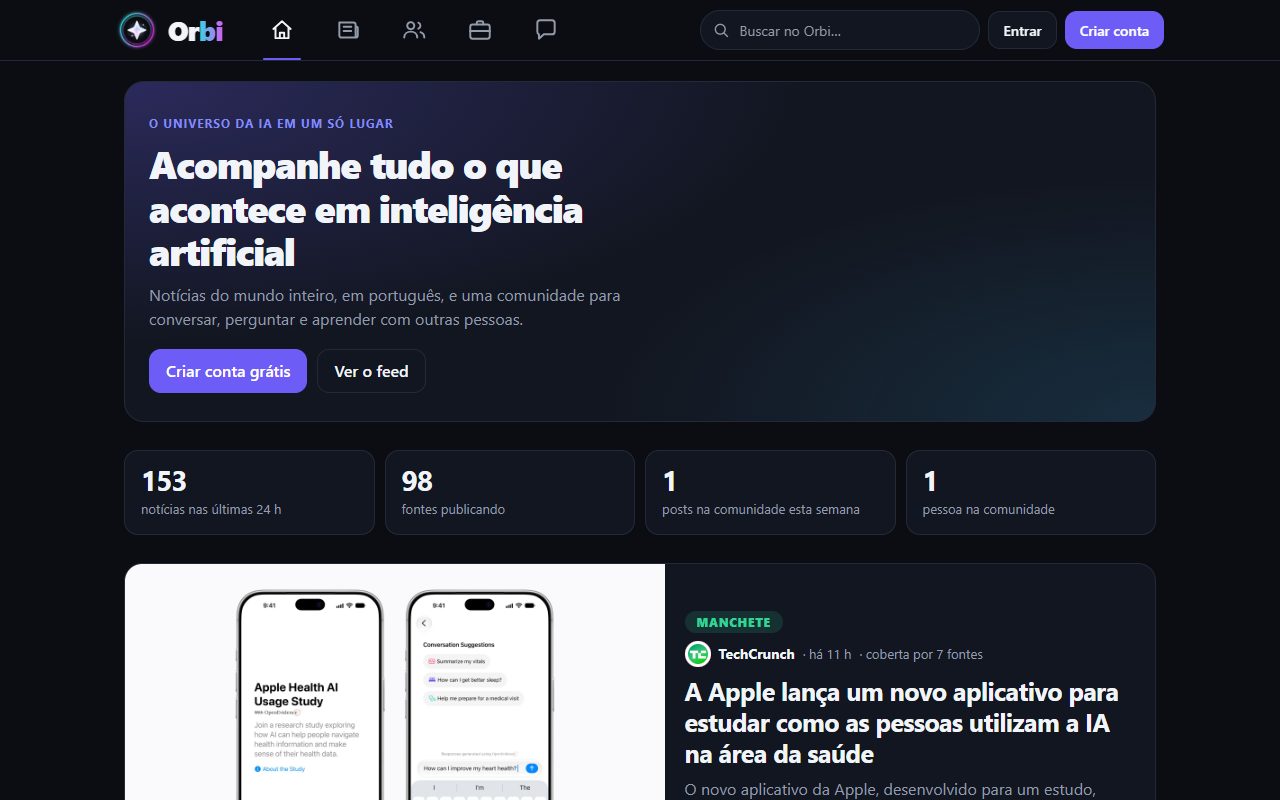 Orbi
Buscar no Orbi...
Entrar
Criar conta
O UNIVERSO DA IA EM UM SÓ LUGAR
Acompanhe tudo o que
acontece em inteligência
artificial
Notícias do mundo inteiro, em português, e uma comunidade para
conversar, perguntar e aprender com outras pessoas.
Criar conta grátis
Ver o feed
153
notícias nas últimas 24 h
98
fontes publicando
1
posts na comunidade esta semana
1
pessoa na comunidade
9:41
Apple Health AI
Usage Study
Join a research study exploring
how AI can help people navigate
health information and make
sense of their health data.
About the Study
9:41
Conversation Suggestions
Summarize my vitals
How can I get better sleep?
Help me prepare for a medical visit
How can I improve my heart health?
I
I'm
The
MANCHETE
TC
TechCrunch · há 11 h · coberta por 7 fontes
A Apple lança um novo aplicativo para
estudar como as pessoas utilizam a IA
na área da saúde
O novo aplicativo da Apple, desenvolvido para um estudo,